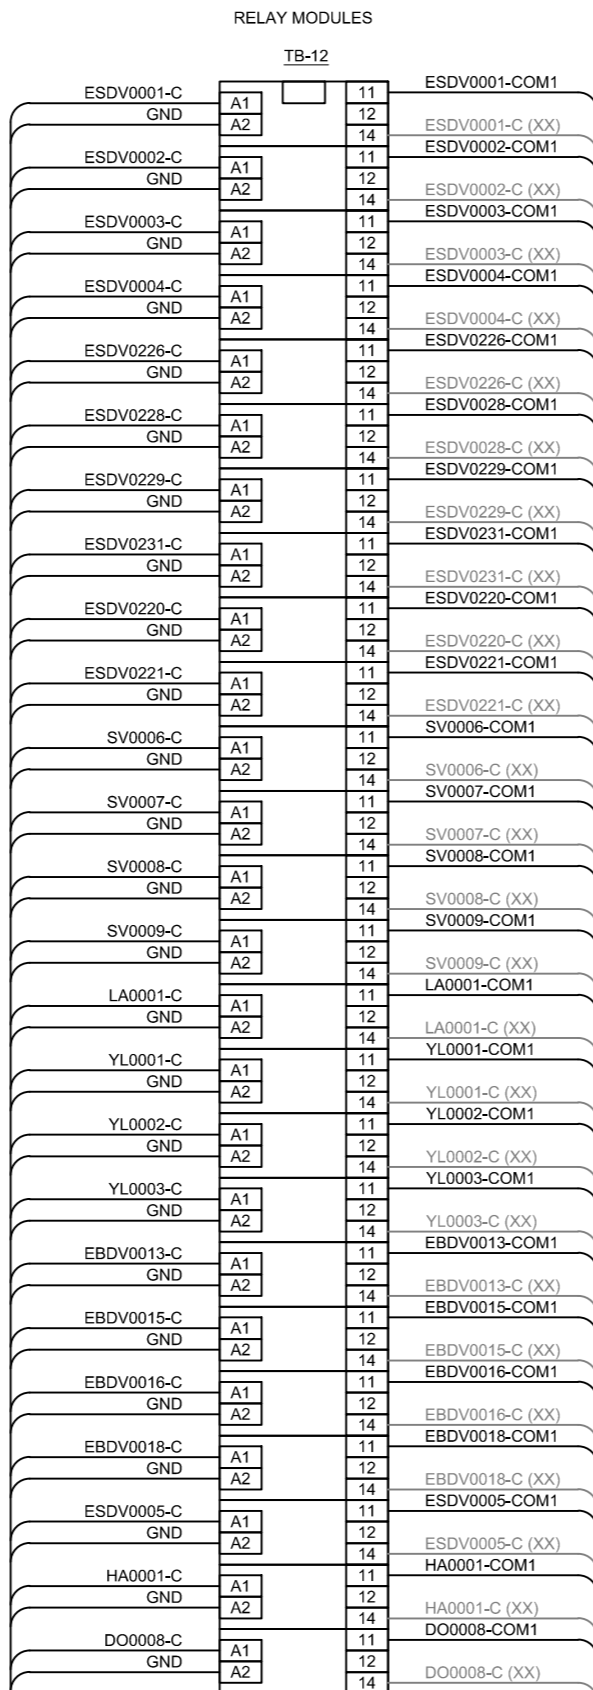 RELAY MODULES
TB-12
ESDV0001-C A1 11 ESDV0001-COM1
GND A2 12
14 ESDV0001-C (XX)
ESDV0002-C A1 11 ESDV0002-COM1
GND A2 12
14 ESDV0002-C (XX)
ESDV0003-C A1 11 ESDV0003-COM1
GND A2 12
14 ESDV0003-C (XX)
ESDV0004-C A1 11 ESDV0004-COM1
GND A2 12
14 ESDV0004-C (XX)
ESDV0226-C A1 11 ESDV0226-COM1
GND A2 12
14 ESDV0226-C (XX)
ESDV0228-C A1 11 ESDV0028-COM1
GND A2 12
14 ESDV0028-C (XX)
ESDV0229-C A1 11 ESDV0229-COM1
GND A2 12
14 ESDV0229-C (XX)
ESDV0231-C A1 11 ESDV0231-COM1
GND A2 12
14 ESDV0231-C (XX)
ESDV0220-C A1 11 ESDV0220-COM1
GND A2 12
14 ESDV0220-C (XX)
ESDV0221-C A1 11 ESDV0221-COM1
GND A2 12
14 ESDV0221-C (XX)
SV0006-C A1 11 SV0006-COM1
GND A2 12
14 SV0006-C (XX)
SV0007-C A1 11 SV0007-COM1
GND A2 12
14 SV0007-C (XX)
SV0008-C A1 11 SV0008-COM1
GND A2 12
14 SV0008-C (XX)
SV0009-C A1 11 SV0009-COM1
GND A2 12
14 SV0009-C (XX)
LA0001-C A1 11 LA0001-COM1
GND A2 12
14 LA0001-C (XX)
YL0001-C A1 11 YL0001-COM1
GND A2 12
14 YL0001-C (XX)
YL0002-C A1 11 YL0002-COM1
GND A2 12
14 YL0002-C (XX)
YL0003-C A1 11 YL0003-COM1
GND A2 12
14 YL0003-C (XX)
EBDV0013-C A1 11 EBDV0013-COM1
GND A2 12
14 EBDV0013-C (XX)
EBDV0015-C A1 11 EBDV0015-COM1
GND A2 12
14 EBDV0015-C (XX)
EBDV0016-C A1 11 EBDV0016-COM1
GND A2 12
14 EBDV0016-C (XX)
EBDV0018-C A1 11 EBDV0018-COM1
GND A2 12
14 EBDV0018-C (XX)
ESDV0005-C A1 11 ESDV0005-COM1
GND A2 12
14 ESDV0005-C (XX)
HA0001-C A1 11 HA0001-COM1
GND A2 12
14 HA0001-C (XX)
DO0008-C A1 11 DO0008-COM1
GND A2 12
14 DO0008-C (XX)